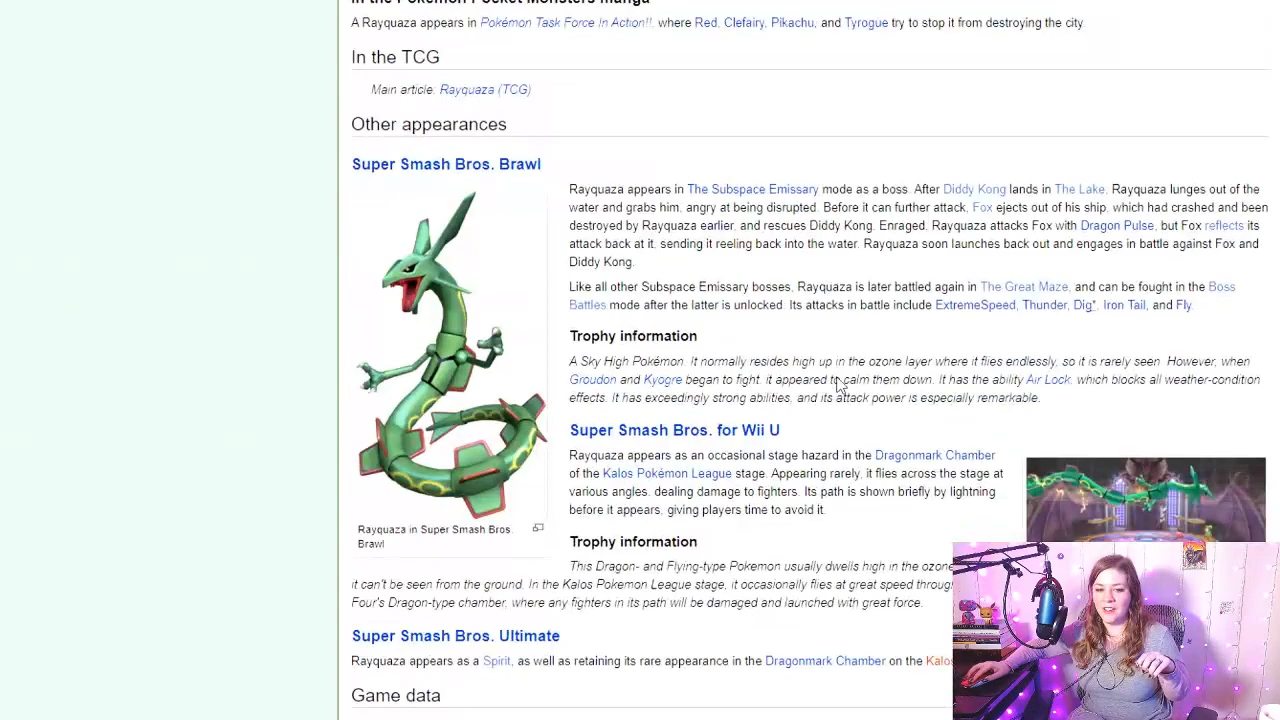 In the Pokémon Pocket Monsters manga
A Rayquaza appears in Pokémon Task Force In Action!!, where Red, Clefairy, Pikachu, and Tyrogue try to stop it from destroying the city.
In the TCG
Main article: Rayquaza (TCG)
Other appearances
Super Smash Bros. Brawl
Rayquaza appears in The Subspace Emissary mode as a boss. After Diddy Kong lands in The Lake, Rayquaza lunges out of the
water and grabs him, angry at being disrupted. Before it can further attack, Fox ejects out of his ship, which had crashed and been
destroyed by Rayquaza earlier, and rescues Diddy Kong. Enraged, Rayquaza attacks Fox with Dragon Pulse, but Fox reflects its
attack back at it, sending it reeling back into the water. Rayquaza soon launches back out and engages in battle against Fox and
Diddy Kong.
Like all other Subspace Emissary bosses, Rayquaza is later battled again in The Great Maze, and can be fought in the Boss
Battles mode after the latter is unlocked. Its attacks in battle include ExtremeSpeed, Thunder, Dig*, Iron Tail, and Fly.
Trophy information
A Sky High Pokémon. It normally resides high up in the ozone layer where it flies endlessly, so it is rarely seen. However, when
Groudon and Kyogre began to fight, it appeared to calm them down. It has the ability Air Lock, which blocks all weather-condition
effects. It has exceedingly strong abilities, and its attack power is especially remarkable.
Rayquaza in Super Smash Bros.
Brawl
Super Smash Bros. for Wii U
Rayquaza appears as an occasional stage hazard in the Dragonmark Chamber
of the Kalos Pokémon League stage. Appearing rarely, it flies across the stage at
various angles, dealing damage to fighters. Its path is shown briefly by lightning
before it appears, giving players time to avoid it.
Trophy information
This Dragon- and Flying-type Pokemon usually dwells high in the ozone
it can't be seen from the ground. In the Kalos Pokemon League stage, it occasionally flies at great speed through
Four's Dragon-type chamber, where any fighters in its path will be damaged and launched with great force.
Super Smash Bros. Ultimate
Rayquaza appears as a Spirit, as well as retaining its rare appearance in the Dragonmark Chamber on the Kalos
Game data